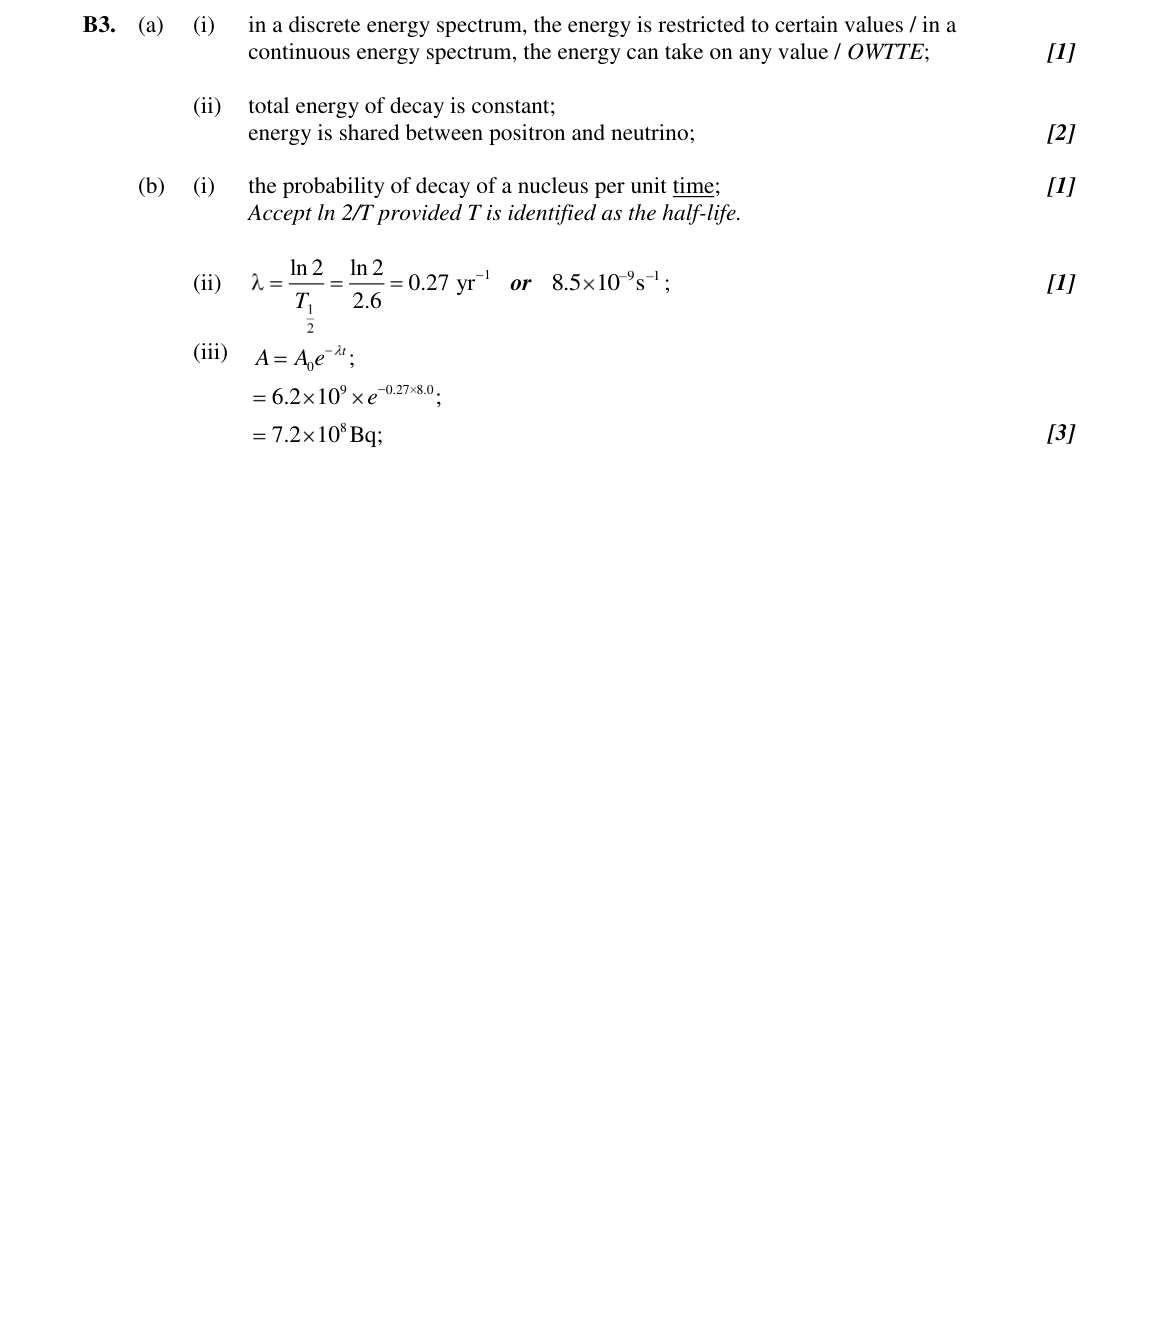 B3. (a) (i) in a discrete energy spectrum, the energy is restricted to certain values / in a
continuous energy spectrum, the energy can take on any value / OWTTE; [1]
(ii) total energy of decay is constant;
energy is shared between positron and neutrino; [2]
(b) (i) the probability of decay of a nucleus per unit time; [1]
Accept ln 2/T provided T is identified as the half-life.
(ii) λ = ln 2 / T_{1/2} = ln 2 / 2.6 = 0.27 yr⁻¹ or 8.5×10⁻⁹ s⁻¹ ; [1]
(iii) A = A₀e^{−λt};
= 6.2×10⁹ × e^{−0.27×8.0};
= 7.2×10⁸ Bq; [3]